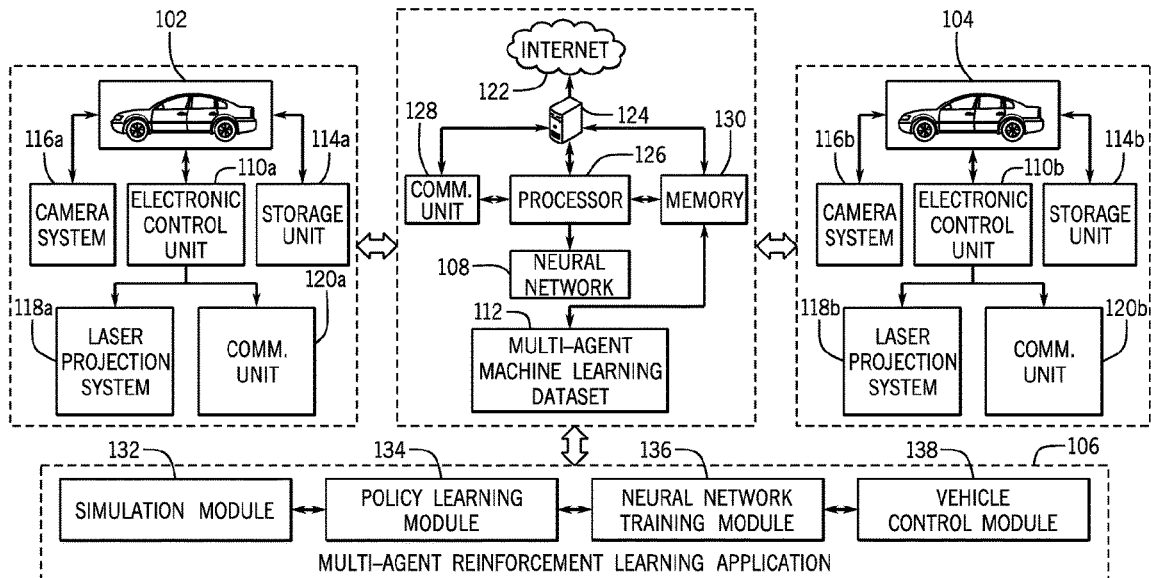 102
116a
110a
114a
CAMERA
SYSTEM
ELECTRONIC
CONTROL
UNIT
STORAGE
UNIT
118a
120a
LASER
PROJECTION
SYSTEM
COMM.
UNIT
INTERNET
122
124
128
126
130
COMM.
UNIT
PROCESSOR
MEMORY
108
NEURAL
NETWORK
112
MULTI–AGENT
MACHINE LEARNING
DATASET
104
116b
110b
114b
CAMERA
SYSTEM
ELECTRONIC
CONTROL
UNIT
STORAGE
UNIT
118b
120b
LASER
PROJECTION
SYSTEM
COMM.
UNIT
132
134
136
138
106
SIMULATION MODULE
POLICY LEARNING
MODULE
NEURAL NETWORK
TRAINING MODULE
VEHICLE
CONTROL MODULE
MULTI–AGENT REINFORCEMENT LEARNING APPLICATION